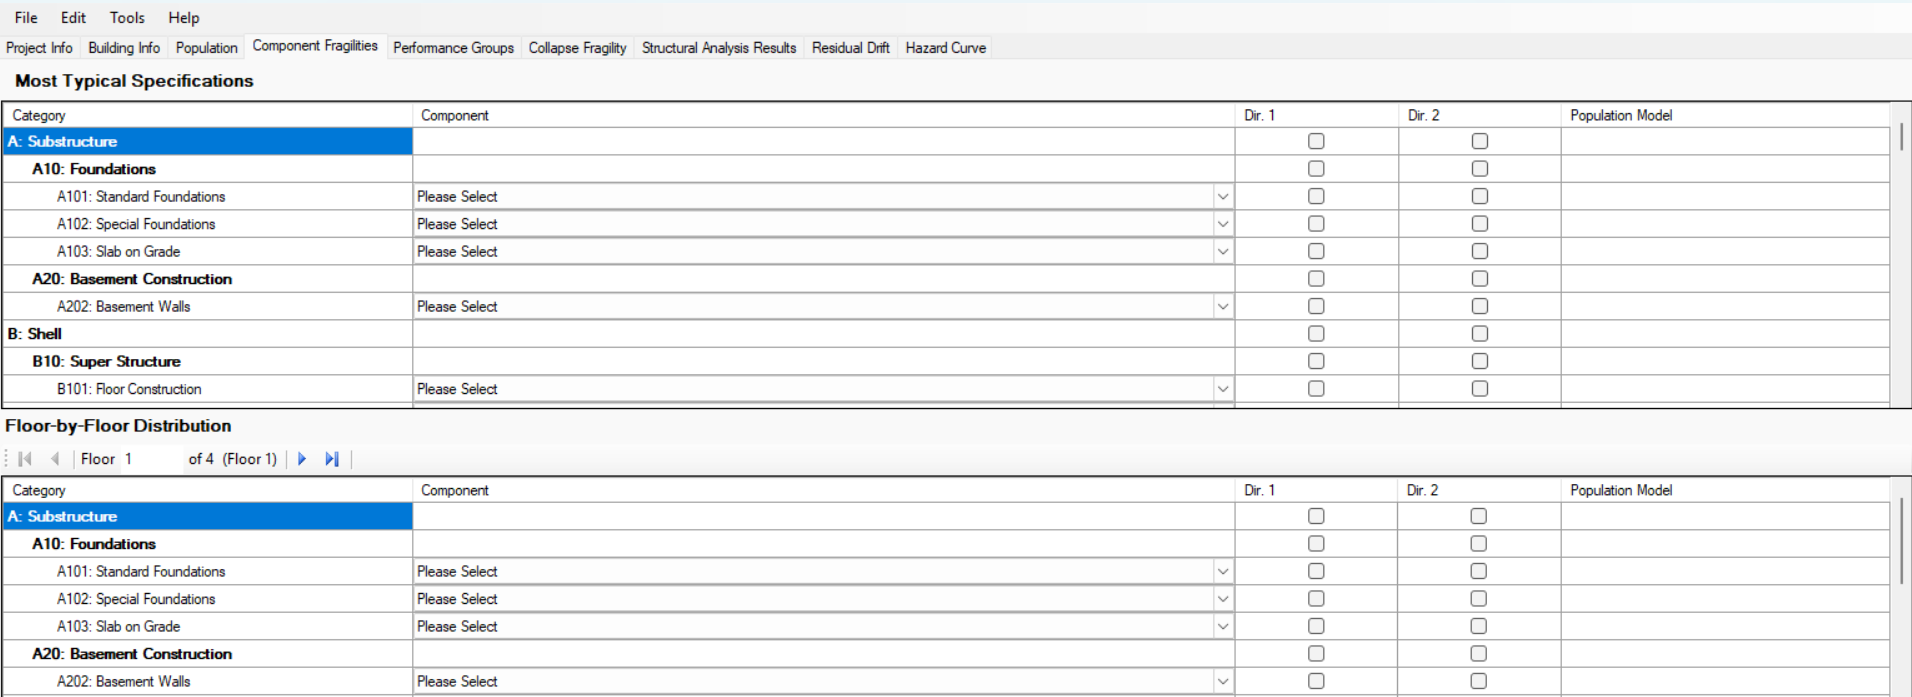 File Edit Tools Help
Project Info Building Info Population Component Fragilities Performance Groups Collapse Fragility Structural Analysis Results Residual Drift Hazard Curve
Most Typical Specifications
Category Component Dir. 1 Dir. 2 Population Model
A: Substructure
A10: Foundations
A101: Standard Foundations Please Select
A102: Special Foundations Please Select
A103: Slab on Grade Please Select
A20: Basement Construction
A202: Basement Walls Please Select
B: Shell
B10: Super Structure
B101: Floor Construction Please Select
Floor-by-Floor Distribution
Floor 1 of 4 (Floor 1)
Category Component Dir. 1 Dir. 2 Population Model
A: Substructure
A10: Foundations
A101: Standard Foundations Please Select
A102: Special Foundations Please Select
A103: Slab on Grade Please Select
A20: Basement Construction
A202: Basement Walls Please Select